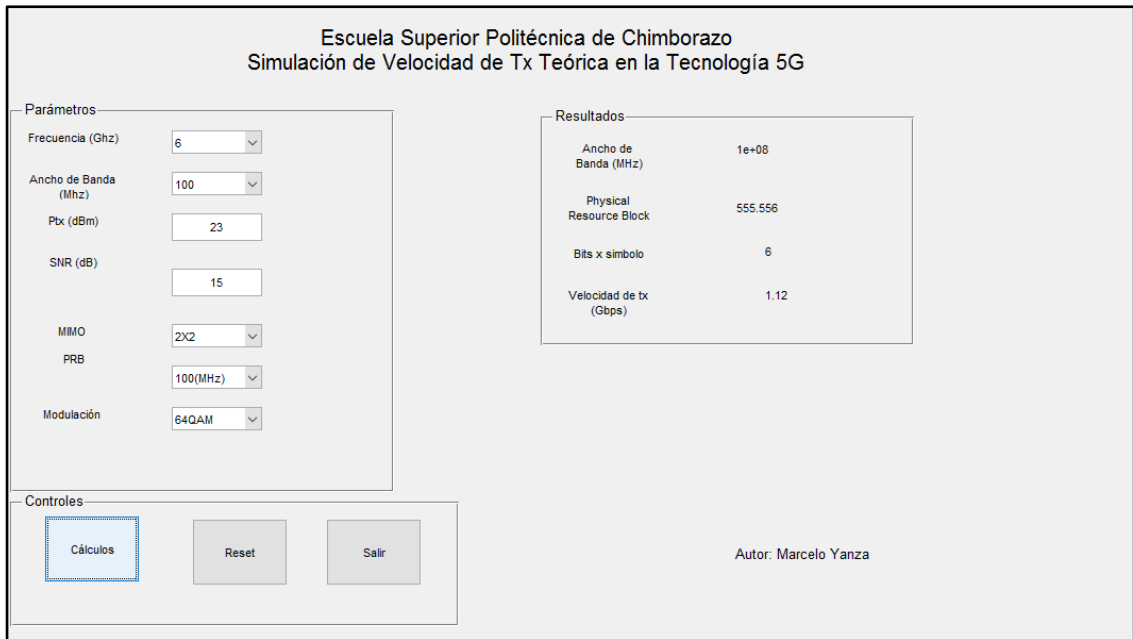 Escuela Superior Politécnica de Chimborazo
Simulación de Velocidad de Tx Teórica en la Tecnología 5G
Parámetros
Frecuencia (Ghz)
6
Ancho de Banda
(Mhz)
100
Ptx (dBm)
23
SNR (dB)
15
MIMO
2X2
PRB
100(MHz)
Modulación
64QAM
Resultados
Ancho de
Banda (MHz)
1e+08
Physical
Resource Block
555.556
Bits x simbolo
6
Velocidad de tx
(Gbps)
1.12
Controles
Cálculos
Reset
Salir
Autor: Marcelo Yanza